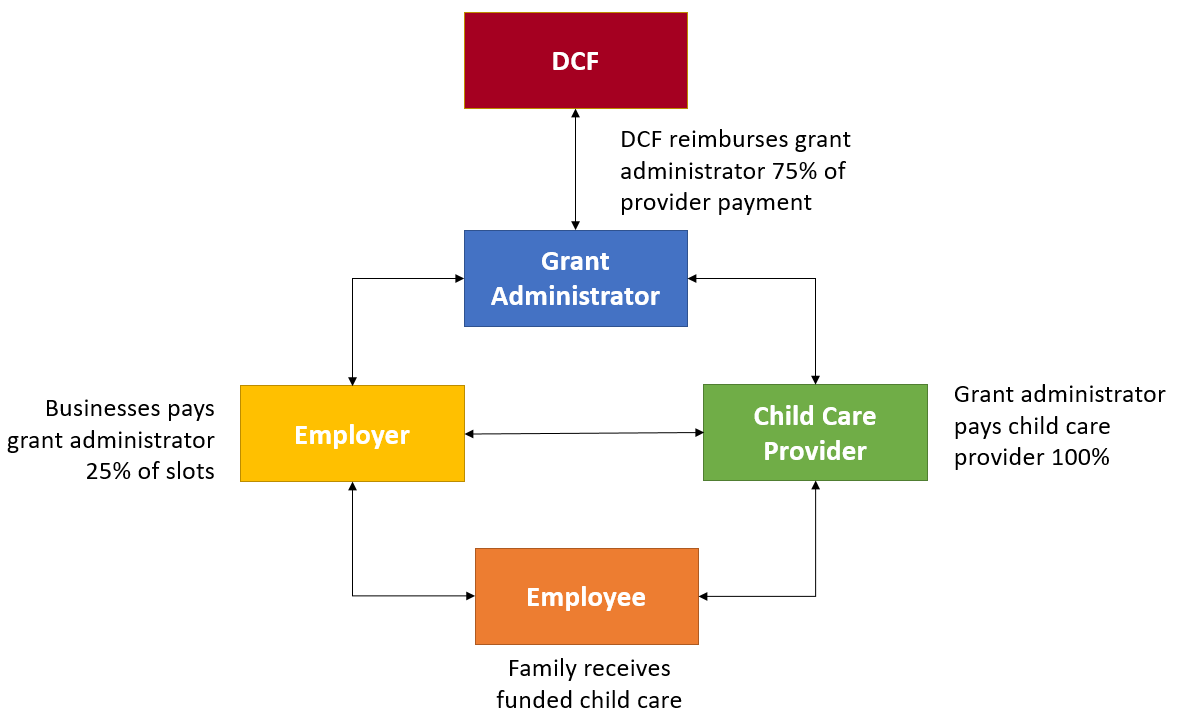 DCF
DCF reimburses grant
administrator 75% of
provider payment
Grant
Administrator
Businesses pays
grant administrator
25% of slots
Employer
Child Care
Provider
Grant administrator
pays child care
provider 100%
Employee
Family receives
funded child care